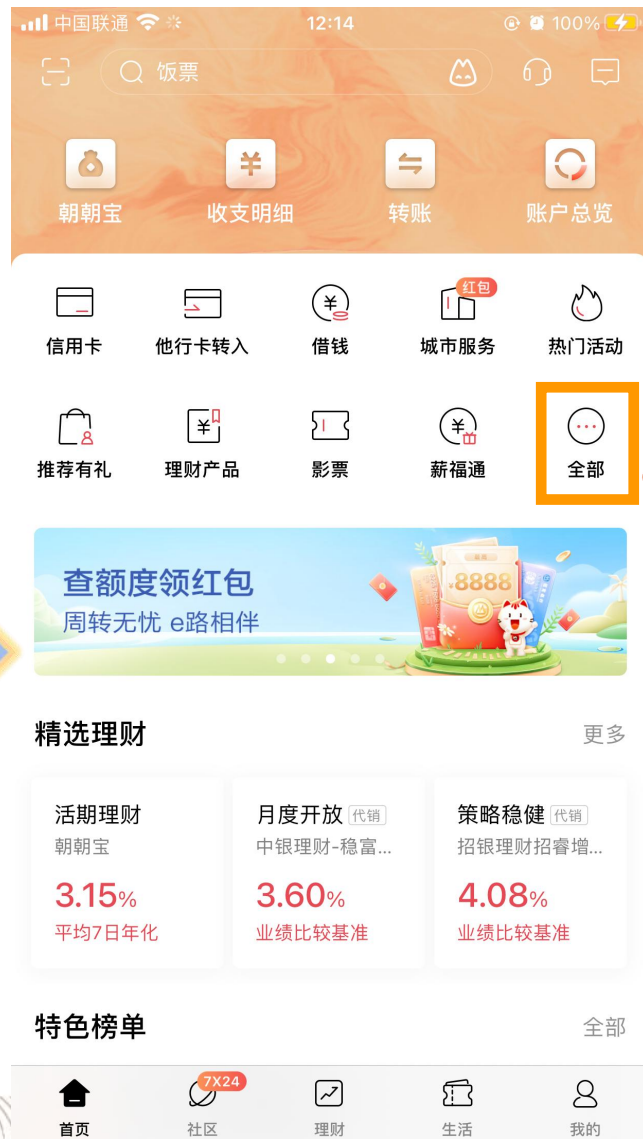 中国联通 12:14 100%
饭票
¥
朝朝宝 收支明细 转账 账户总览
¥ 红包
信用卡 他行卡转入 借钱 城市服务 热门活动
¥ ¥
推荐有礼 理财产品 影票 薪福通 全部
查额度领红包
周转无忧 e路相伴
8888
精选理财 更多
活期理财 月度开放 代销 策略稳健 代销
朝朝宝 中银理财-稳富... 招银理财招睿增...
3.15% 3.60% 4.08%
平均7日年化 业绩比较基准 业绩比较基准
特色榜单 全部
7X24
首页 社区 理财 生活 我的